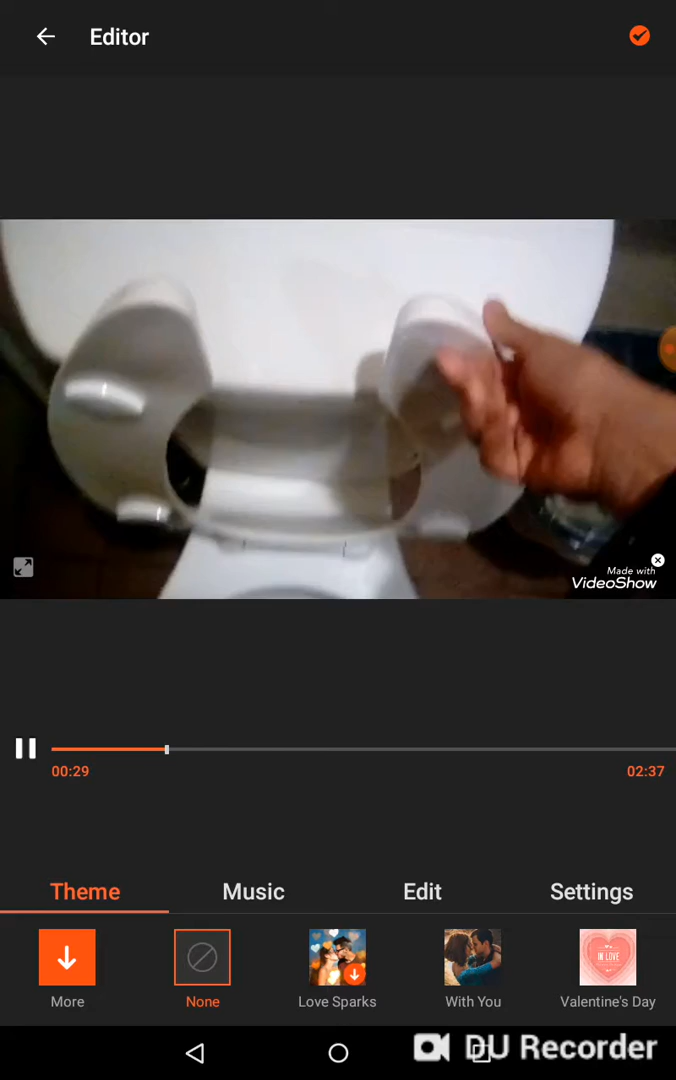 Editor
Made with
VideoShow
00:29
02:37
Theme Music Edit Settings
IN LOVE
More None Love Sparks With You Valentine's Day
DU Recorder